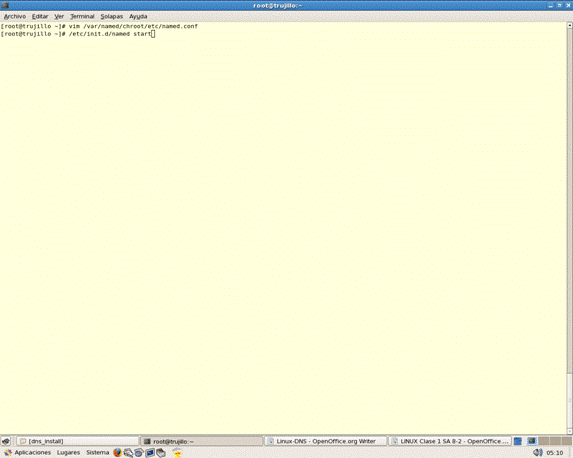 root@trujillo:~
Archivo Editar Ver Terminal Solapas Ayuda
[root@trujillo ~]# vim /var/named/chroot/etc/named.conf
[root@trujillo ~]# /etc/init.d/named start
[dns_install] root@trujillo:~ Linux-DNS - OpenOffice.org Writer LINUX Clase 1 SA 8-2 - OpenOffice....
Aplicaciones Lugares Sistema 05:10